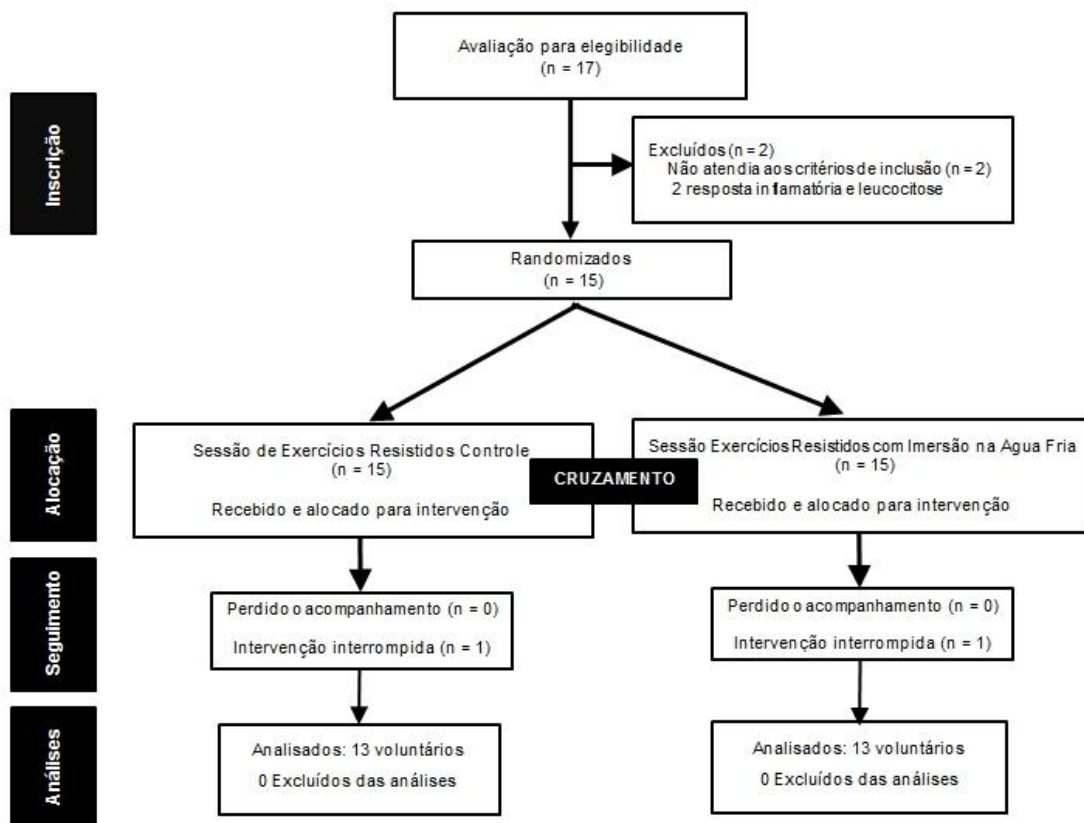 Avaliação para elegibilidade
(n = 17)
Inscrição
Excluídos (n = 2)
Não atendia aos critérios de inclusão (n = 2)
2 resposta inflamatória e leucocitose
Randomizados
(n = 15)
Alocação
Sessão de Exercícios Resistidos Controle
(n = 15)
Recebido e alocado para intervenção
CRUZAMENTO
Sessão Exercícios Resistidos com Imersão na Agua Fria
(n = 15)
Recebido e alocado para intervenção
Seguimento
Perdido o acompanhamento (n = 0)
Intervenção interrompida (n = 1)
Perdido o acompanhamento (n = 0)
Intervenção interrompida (n = 1)
Análises
Analisados: 13 voluntários
0 Excluídos das análises
Analisados: 13 voluntários
0 Excluídos das análises